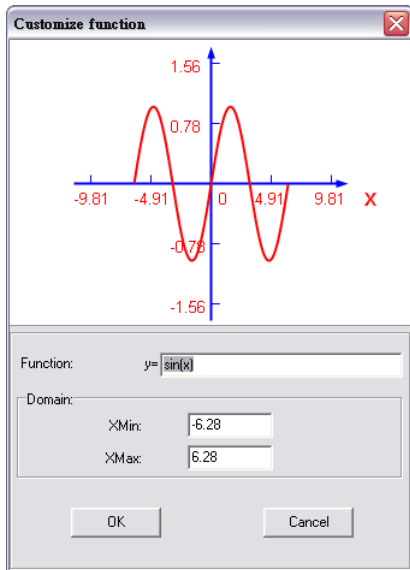 Customize function
1.56
0.78
-9.81 -4.91 0 4.91 9.81 X
-0.78
-1.56
Function: y= sin(x)
Domain:
XMin: -6.28
XMax: 6.28
OK Cancel